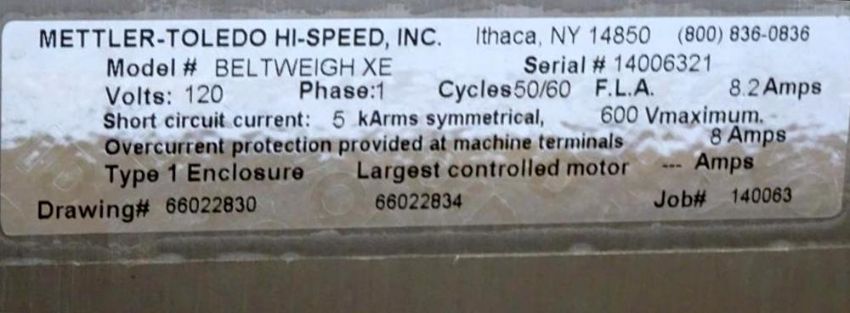 METTLER-TOLEDO HI-SPEED, INC. Ithaca, NY 14850 (800) 836-0836
Model # BELTWEIGH XE Serial # 14006321
Volts: 120 Phase:1 Cycles50/60 F.L.A. 8.2 Amps
Short circuit current: 5 kArms symmetrical, 600 Vmaximum.
Overcurrent protection provided at machine terminals 8 Amps
Type 1 Enclosure Largest controlled motor --- Amps
Drawing# 66022830 66022834 Job# 140063